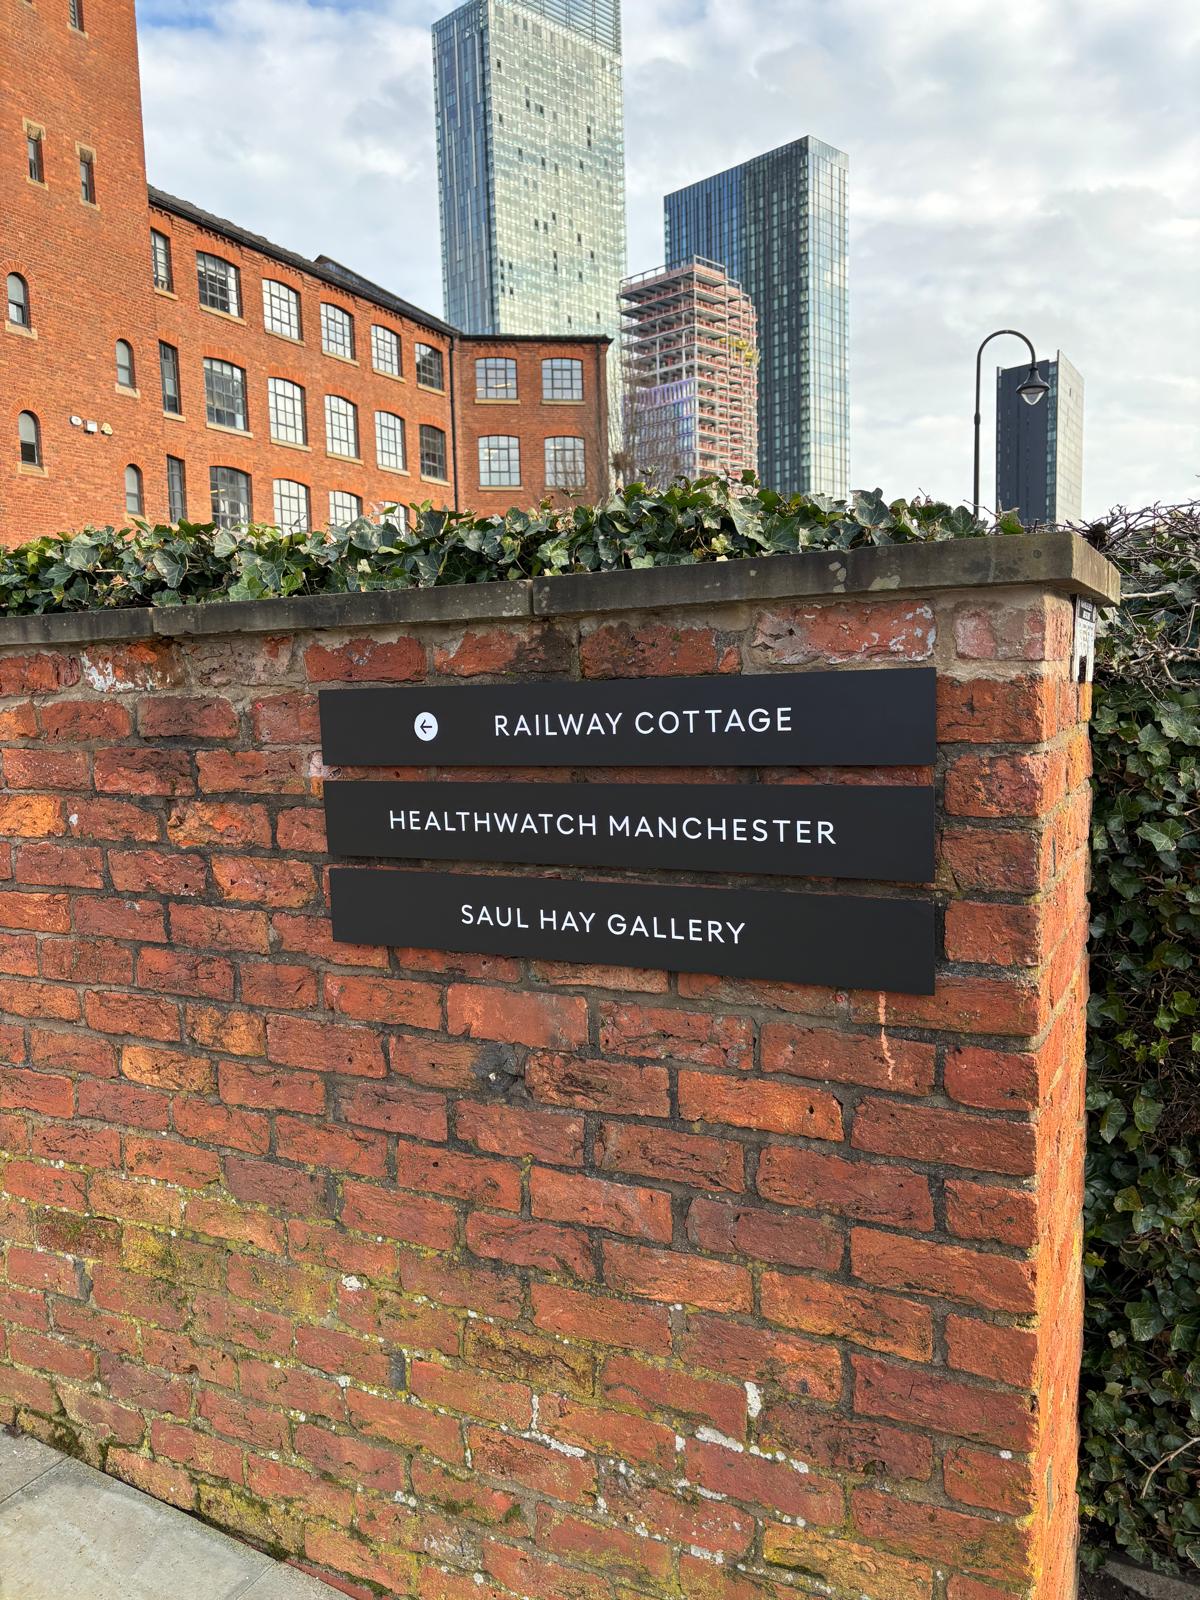 RAILWAY COTTAGE
HEALTHWATCH MANCHESTER
SAUL HAY GALLERY